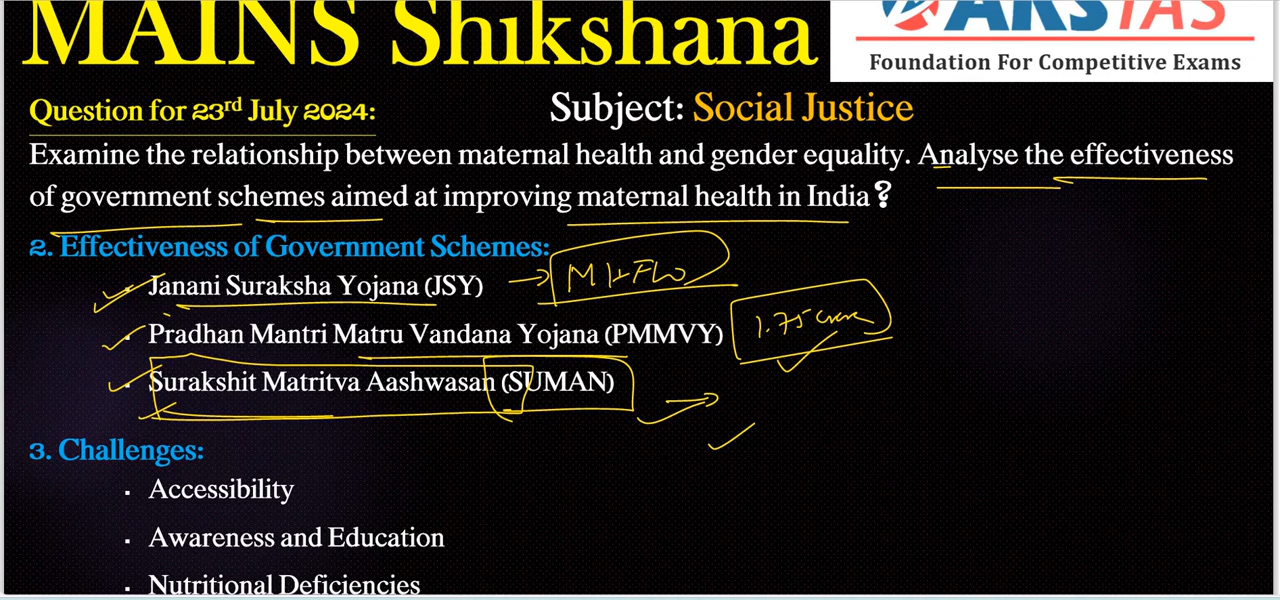 MAINS Shikshana
AKS IAS
Foundation For Competitive Exams
Question for 23rd July 2024:
Subject: Social Justice
Examine the relationship between maternal health and gender equality. Analyse the effectiveness
of government schemes aimed at improving maternal health in India?
2. Effectiveness of Government Schemes:
Janani Suraksha Yojana (JSY)
Pradhan Mantri Matru Vandana Yojana (PMMVY)
1.75 crore
Surakshit Matritva Aashwasan (SUMAN)
3. Challenges:
Accessibility
Awareness and Education
Nutritional Deficiencies